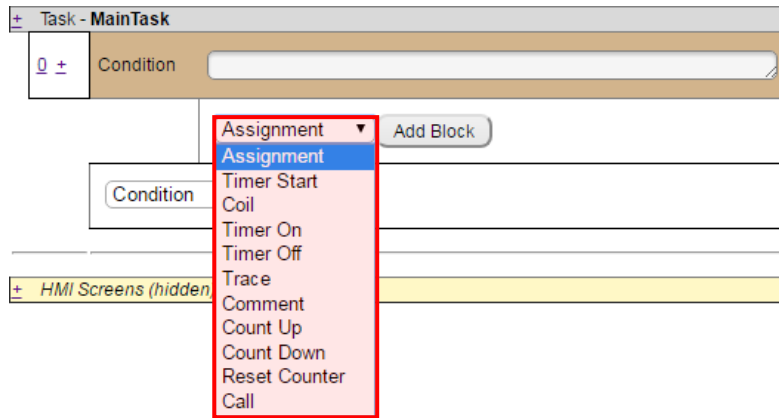 + Task - MainTask
0 + Condition
Assignment ▼ Add Block
Assignment
Timer Start
Condition
Coil
Timer On
Timer Off
Trace
+ HMI Screens (hidden)
Comment
Count Up
Count Down
Reset Counter
Call